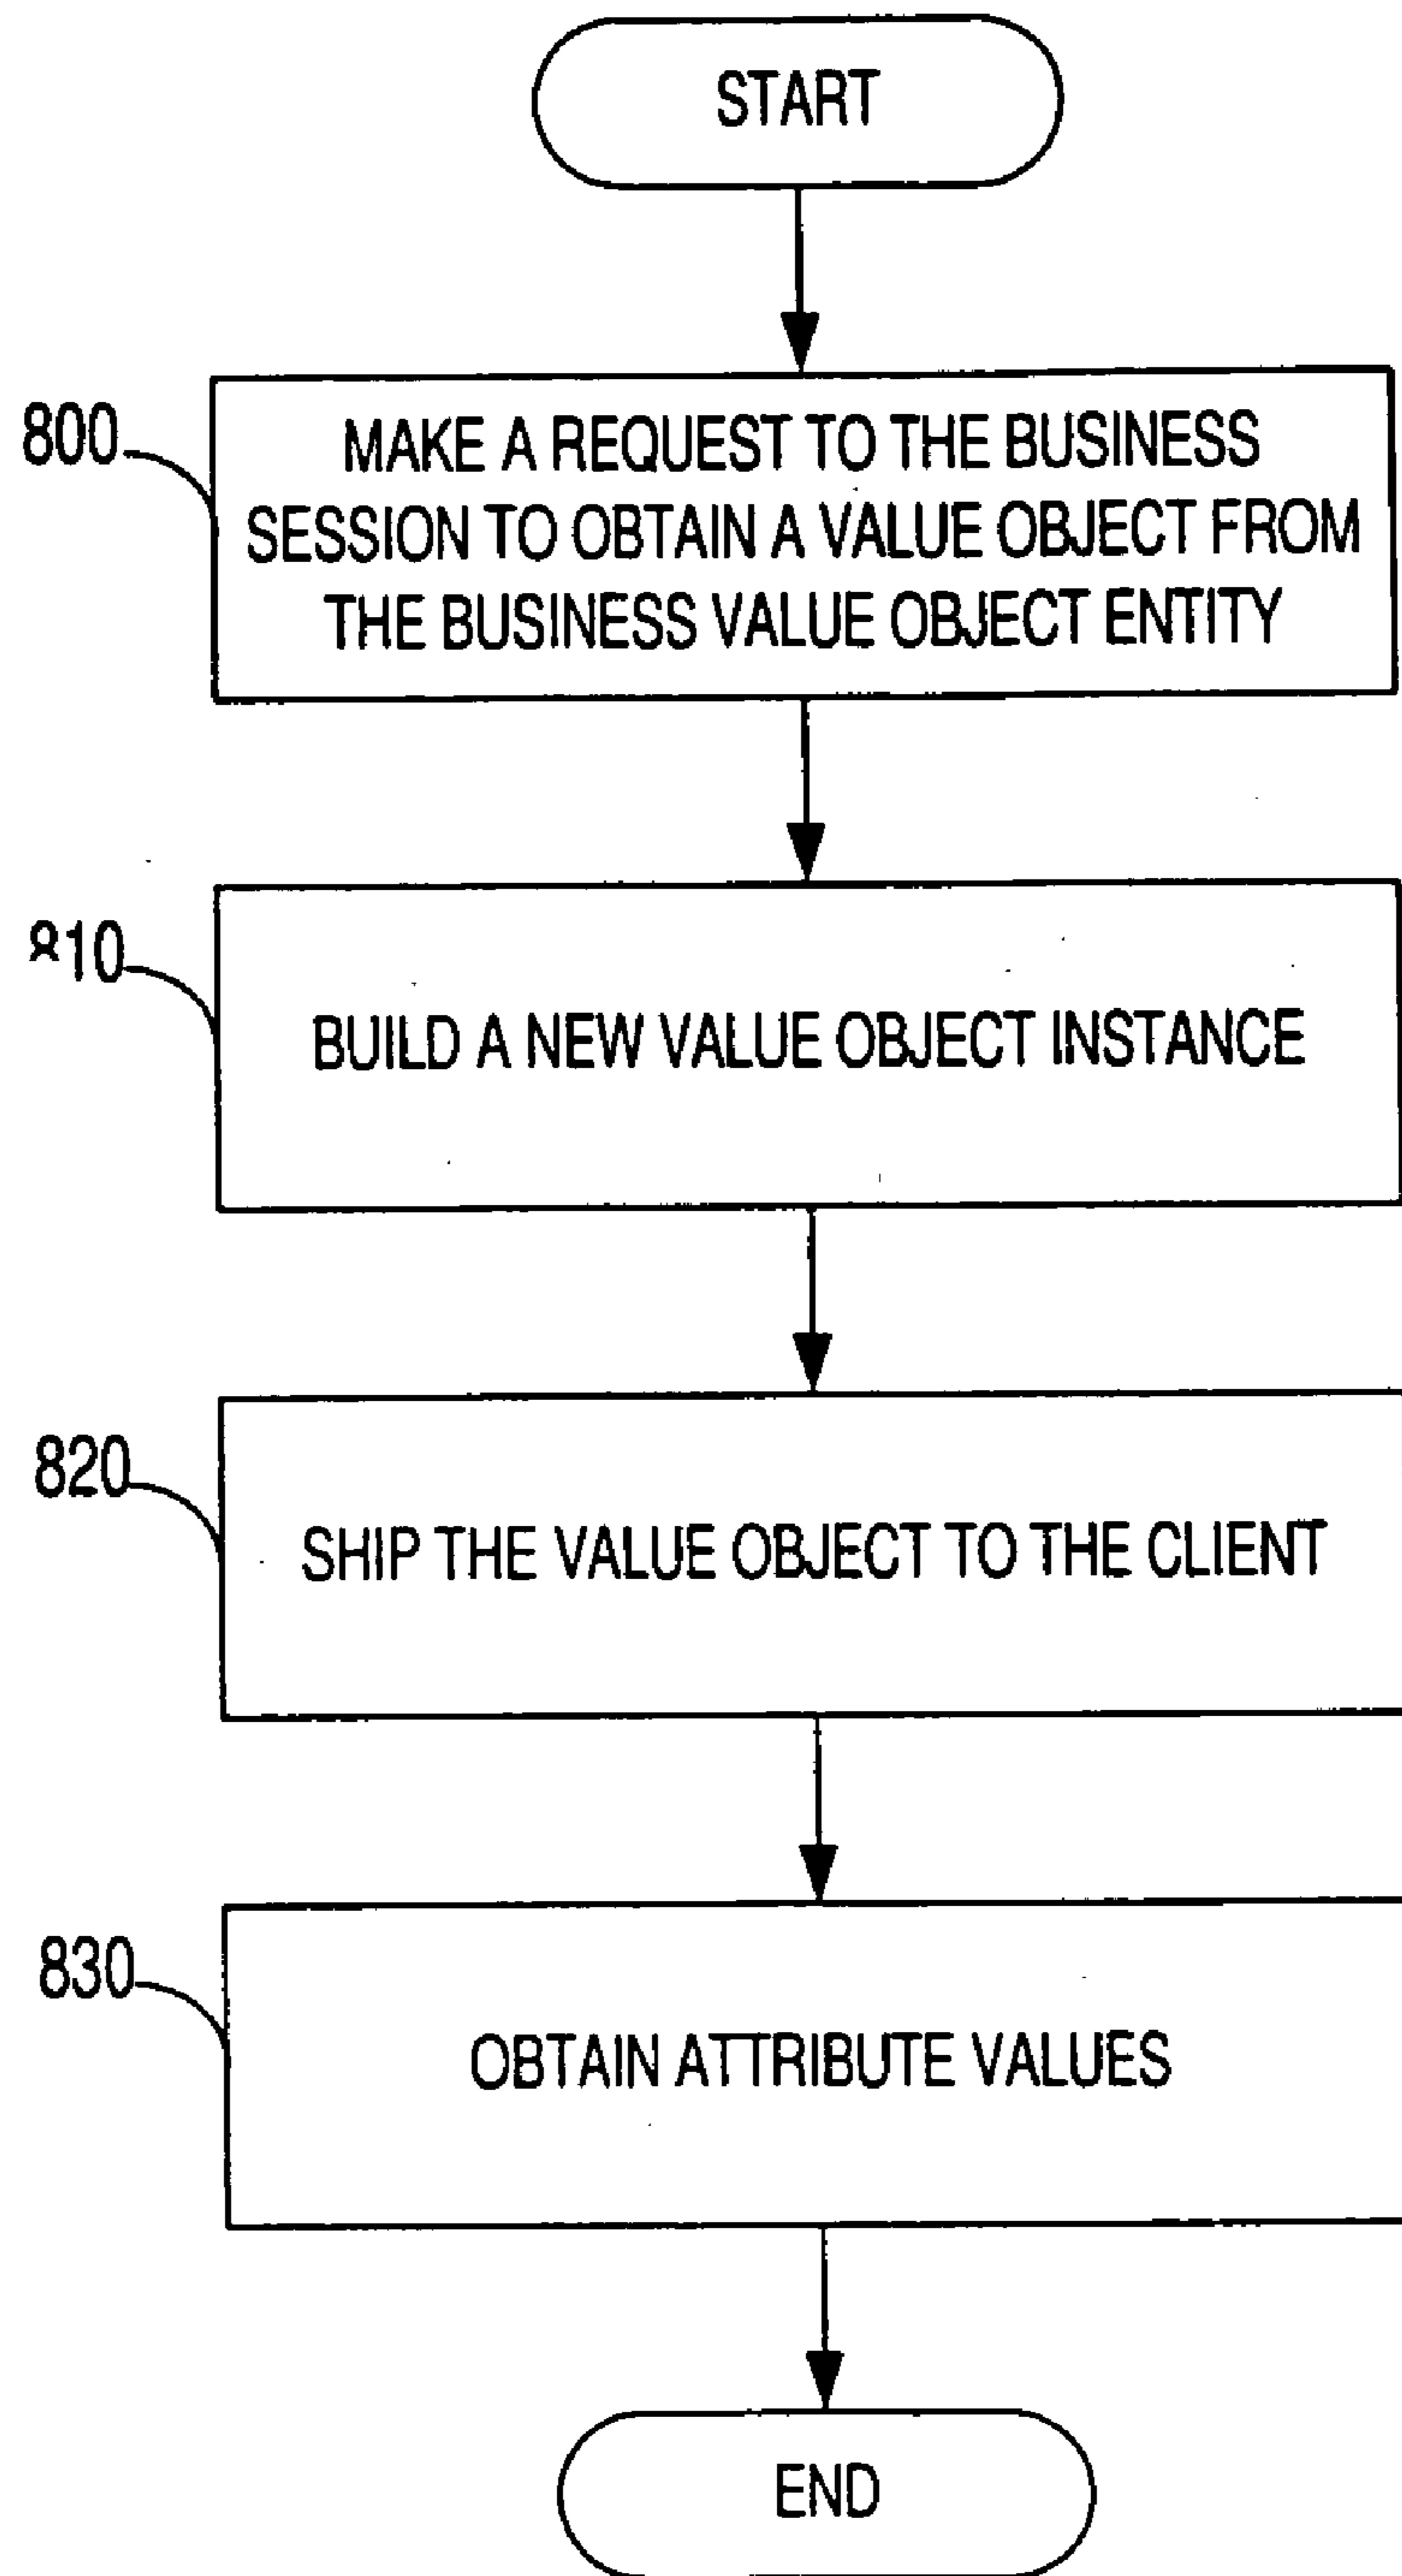 START
800
MAKE A REQUEST TO THE BUSINESS
SESSION TO OBTAIN A VALUE OBJECT FROM
THE BUSINESS VALUE OBJECT ENTITY
810
BUILD A NEW VALUE OBJECT INSTANCE
820
SHIP THE VALUE OBJECT TO THE CLIENT
830
OBTAIN ATTRIBUTE VALUES
END